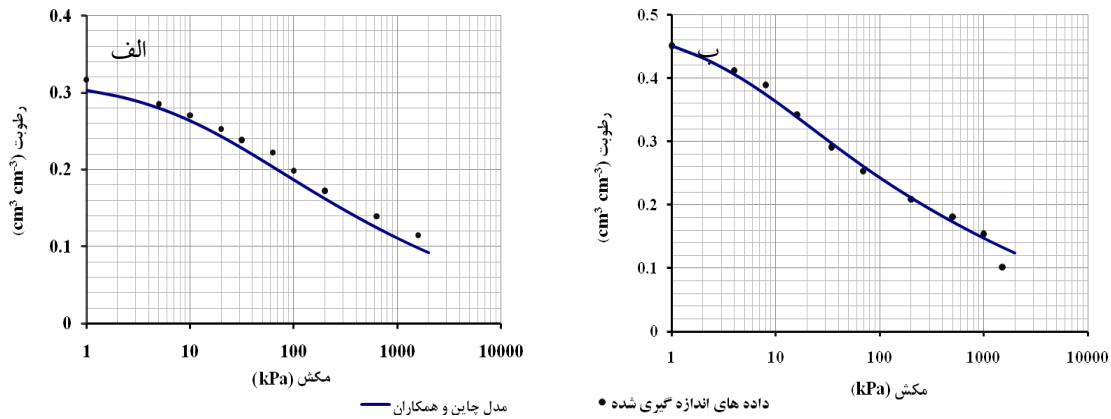 الف
0.4
0.3
0.2
0.1
0
رطوبت (cm³ cm⁻³)
1 10 100 1000 10000
مکش (kPa)
ب
0.5
0.4
0.3
0.2
0.1
0
رطوبت (cm³ cm⁻³)
1 10 100 1000 10000
مکش (kPa)
داده های اندازه گیری شده
مدل چاین و همکاران